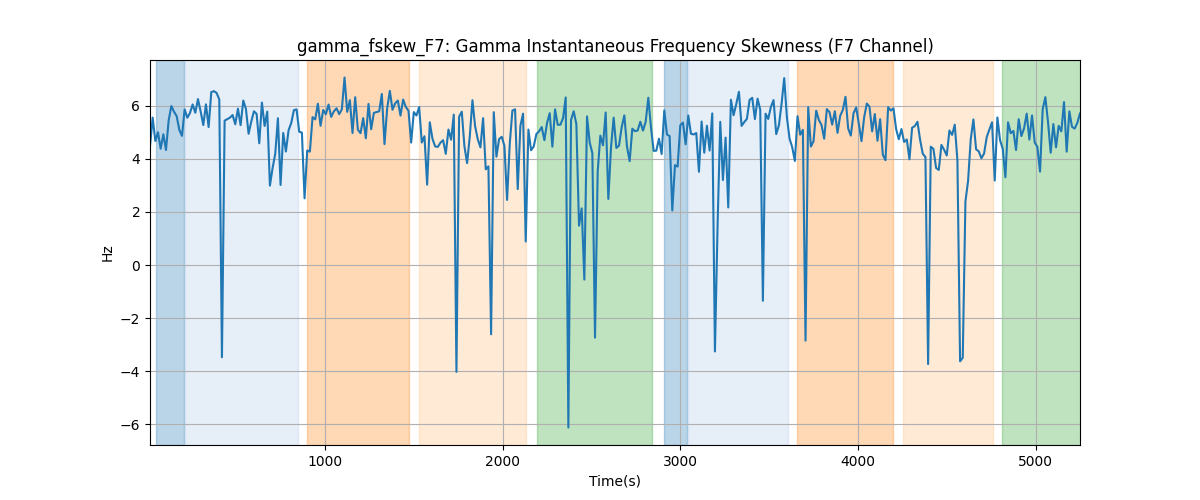 gamma_fskew_F7: Gamma Instantaneous Frequency Skewness (F7 Channel)
6
4
2
0
−2
−4
−6
Hz
1000 2000 3000 4000 5000
Time(s)